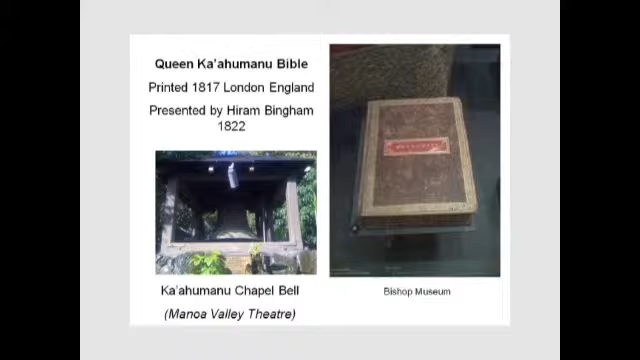 Queen Ka'ahumanu Bible
Printed 1817 London England
Presented by Hiram Bingham
1822
Ka'ahumanu Chapel Bell
(Manoa Valley Theatre)
Bishop Museum